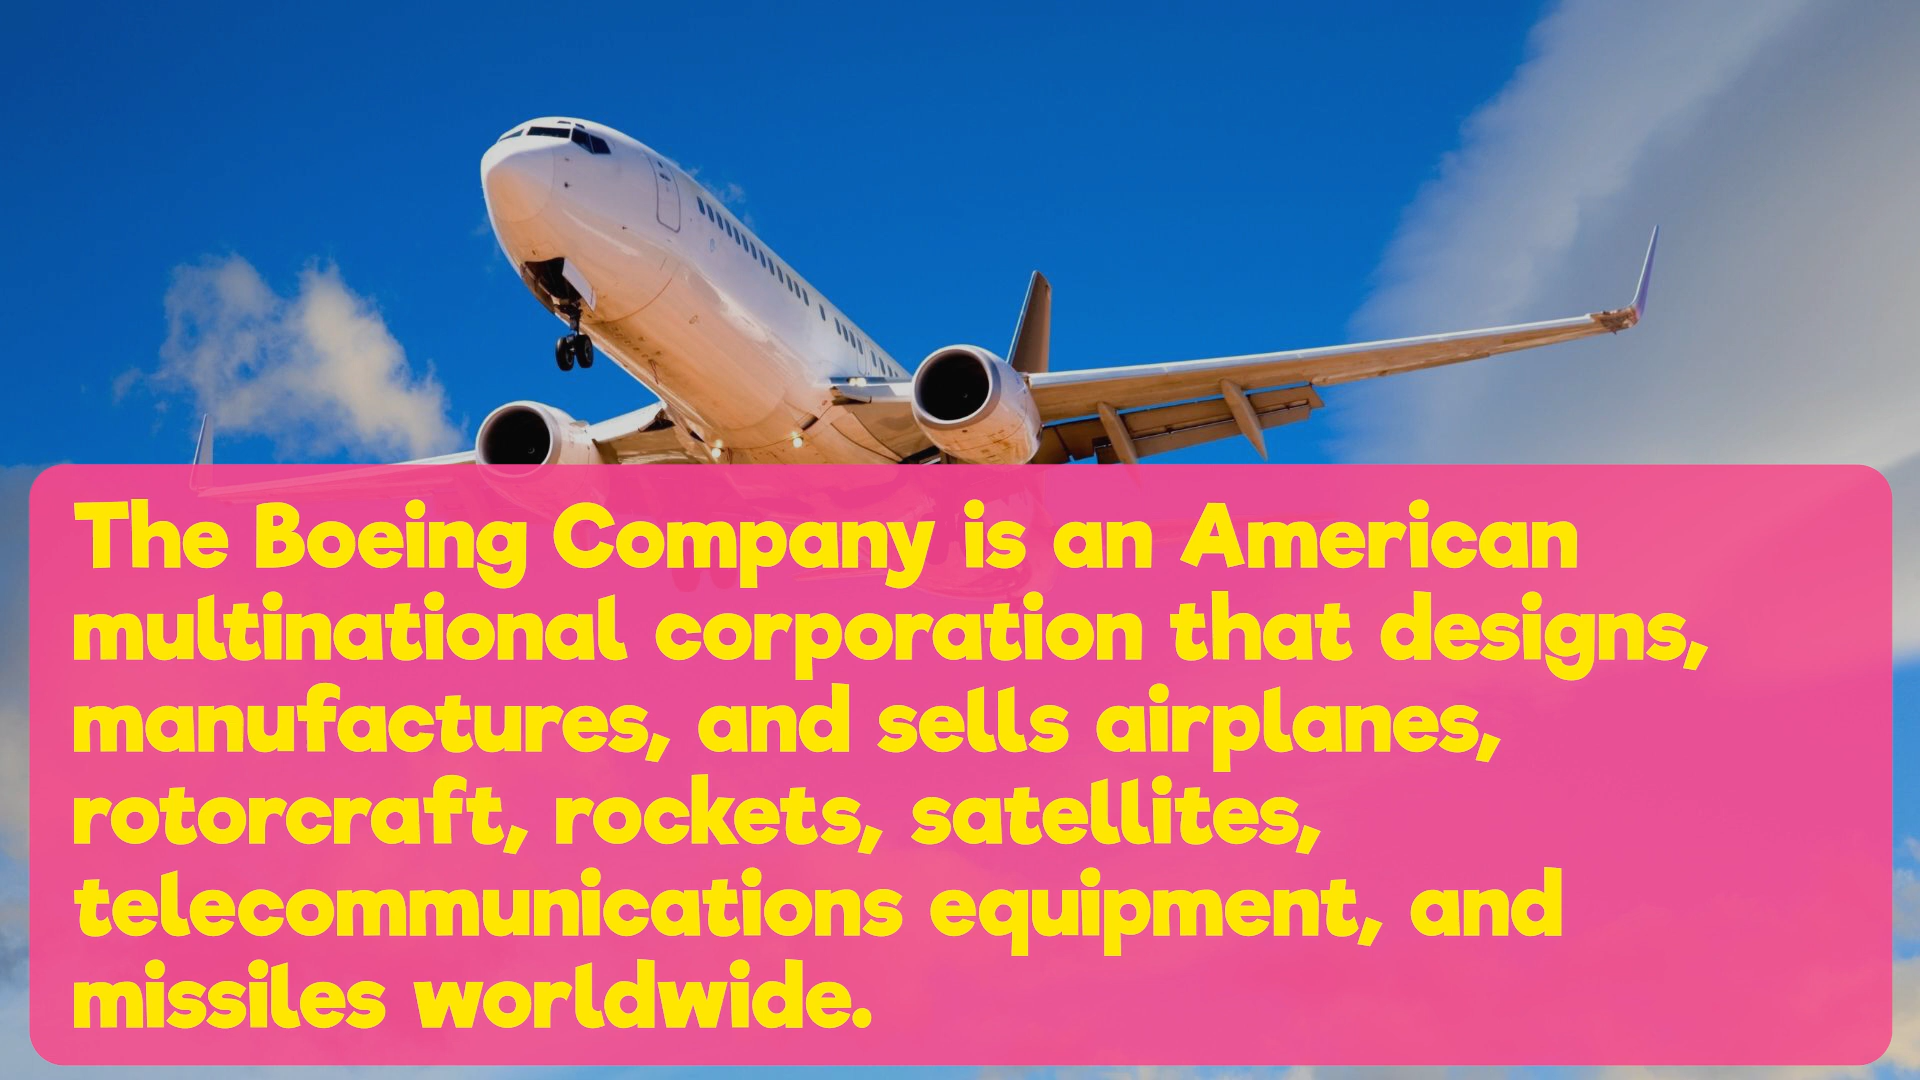 The Boeing Company is an American
multinational corporation that designs,
manufactures, and sells airplanes,
rotorcraft, rockets, satellites,
telecommunications equipment, and
missiles worldwide.